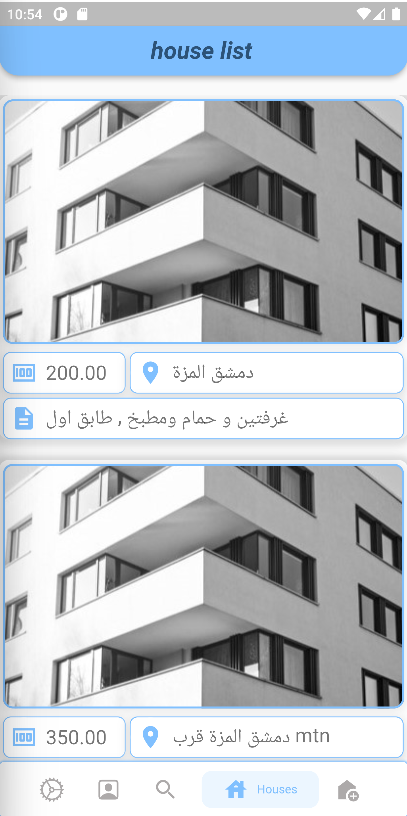 10:54
house list
200.00
دمشق المزة
غرفتين و حمام ومطبخ , طابق اول
350.00
دمشق المزة قرب mtn
Houses